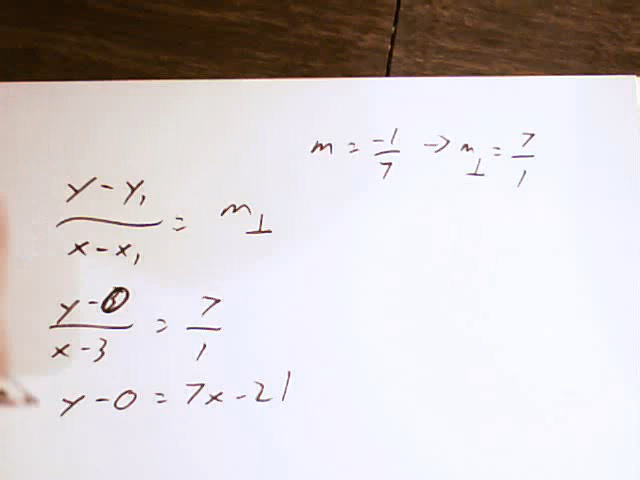 m = -1/7 → m⊥ = 7/1
y - y₁ / x - x₁ = m⊥
y - 0 / x - 3 = 7/1
y - 0 = 7x - 21